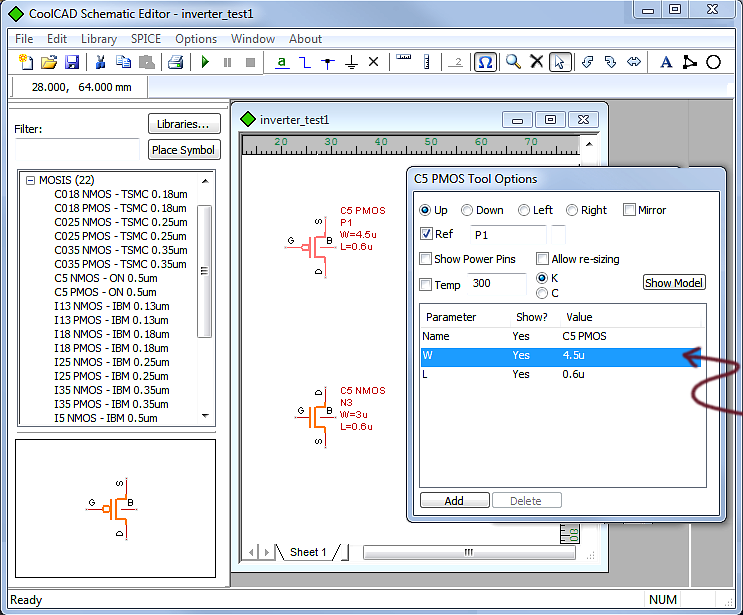 CoolCAD Schematic Editor - inverter_test1
File Edit Library SPICE Options Window About
a .2 Ω A
28.000, 64.000 mm
Filter:
Libraries...
Place Symbol
MOSIS (22)
C018 NMOS - TSMC 0.18um
C018 PMOS - TSMC 0.18um
C025 NMOS - TSMC 0.25um
C025 PMOS - TSMC 0.25um
C035 NMOS - TSMC 0.35um
C035 PMOS - TSMC 0.35um
C5 NMOS - ON 0.5um
C5 PMOS - ON 0.5um
I13 NMOS - IBM 0.13um
I13 PMOS - IBM 0.13um
I18 NMOS - IBM 0.18um
I18 PMOS - IBM 0.18um
I25 NMOS - IBM 0.25um
I25 PMOS - IBM 0.25um
I35 NMOS - IBM 0.35um
I35 PMOS - IBM 0.35um
I5 NMOS - IBM 0.5um
S
G B
D
inverter_test1
20 30 40 50 60 70
C5 PMOS
P1
W=4.5u
L=0.6u
S
G B
D
C5 NMOS
N3
W=3u
L=0.6u
D
G B
S
Sheet 1
C5 PMOS Tool Options
Up Down Left Right Mirror
Ref P1
Show Power Pins Allow re-sizing
Temp 300 K
C
Show Model
Parameter Show? Value
Name Yes C5 PMOS
W Yes 4.5u
L Yes 0.6u
Add Delete
Ready NUM